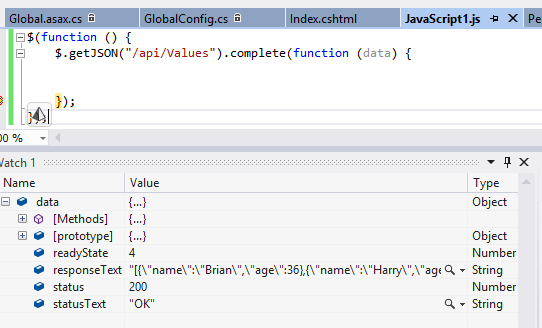 Global.asax.cs GlobalConfig.cs Index.cshtml JavaScript1.js
$(function () {
$.getJSON("/api/Values").complete(function (data) {
});
00 %
Watch 1
Name Value Type
data {...} Object
[Methods] {...}
[prototype] {...} Object
readyState 4 Number
responseText "[{\"name\":\"Brian\",\"age\":36},{\"name\":\"Harry\",\"age String
status 200 Number
statusText "OK" String